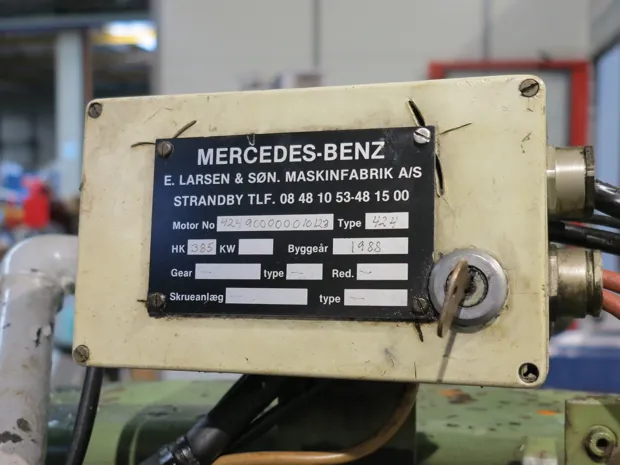 MERCEDES-BENZ
E. LARSEN & SØN. MASKINFABRIK A/S
STRANDBY TLF. 08 48 10 53-48 15 00
Motor No Type 424
HK 385 KW Byggeår 1988
Gear — type — Red. —
Skrueanlæg — type —